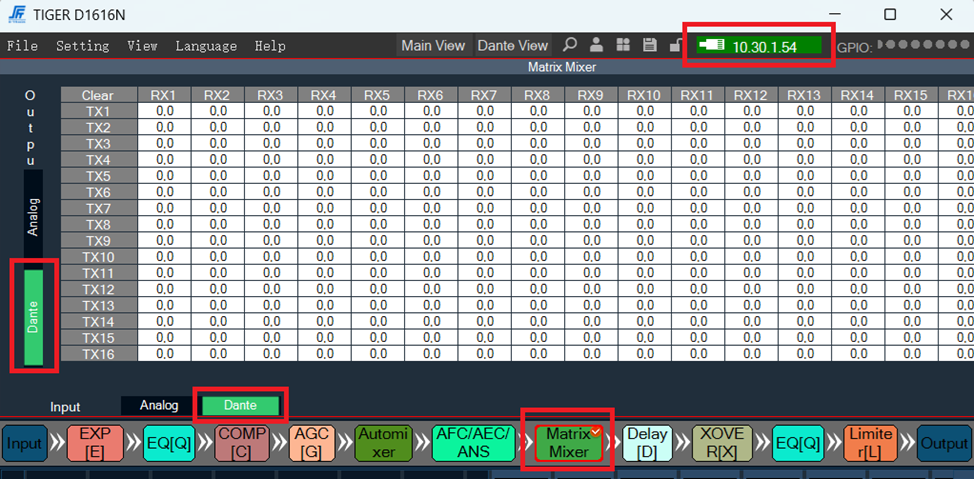 TIGER D1616N
File Setting View Language Help Main View Dante View 10.30.1.54 GPIO:
Matrix Mixer
Outpu
Clear RX1 RX2 RX3 RX4 RX5 RX6 RX7 RX8 RX9 RX10 RX11 RX12 RX13 RX14 RX15
TX1 0.0 0.0 0.0 0.0 0.0 0.0 0.0 0.0 0.0 0.0 0.0 0.0 0.0 0.0 0.0 0.0
TX2 0.0 0.0 0.0 0.0 0.0 0.0 0.0 0.0 0.0 0.0 0.0 0.0 0.0 0.0 0.0 0.0
TX3 0.0 0.0 0.0 0.0 0.0 0.0 0.0 0.0 0.0 0.0 0.0 0.0 0.0 0.0 0.0 0.0
TX4 0.0 0.0 0.0 0.0 0.0 0.0 0.0 0.0 0.0 0.0 0.0 0.0 0.0 0.0 0.0 0.0
TX5 0.0 0.0 0.0 0.0 0.0 0.0 0.0 0.0 0.0 0.0 0.0 0.0 0.0 0.0 0.0 0.0
TX6 0.0 0.0 0.0 0.0 0.0 0.0 0.0 0.0 0.0 0.0 0.0 0.0 0.0 0.0 0.0 0.0
TX7 0.0 0.0 0.0 0.0 0.0 0.0 0.0 0.0 0.0 0.0 0.0 0.0 0.0 0.0 0.0 0.0
TX8 0.0 0.0 0.0 0.0 0.0 0.0 0.0 0.0 0.0 0.0 0.0 0.0 0.0 0.0 0.0 0.0
TX9 0.0 0.0 0.0 0.0 0.0 0.0 0.0 0.0 0.0 0.0 0.0 0.0 0.0 0.0 0.0 0.0
TX10 0.0 0.0 0.0 0.0 0.0 0.0 0.0 0.0 0.0 0.0 0.0 0.0 0.0 0.0 0.0 0.0
TX11 0.0 0.0 0.0 0.0 0.0 0.0 0.0 0.0 0.0 0.0 0.0 0.0 0.0 0.0 0.0 0.0
TX12 0.0 0.0 0.0 0.0 0.0 0.0 0.0 0.0 0.0 0.0 0.0 0.0 0.0 0.0 0.0 0.0
TX13 0.0 0.0 0.0 0.0 0.0 0.0 0.0 0.0 0.0 0.0 0.0 0.0 0.0 0.0 0.0 0.0
TX14 0.0 0.0 0.0 0.0 0.0 0.0 0.0 0.0 0.0 0.0 0.0 0.0 0.0 0.0 0.0 0.0
TX15 0.0 0.0 0.0 0.0 0.0 0.0 0.0 0.0 0.0 0.0 0.0 0.0 0.0 0.0 0.0 0.0
TX16 0.0 0.0 0.0 0.0 0.0 0.0 0.0 0.0 0.0 0.0 0.0 0.0 0.0 0.0 0.0 0.0
Analog
Dante
Input Analog Dante
Input
EXP
[E]
EQ[Q]
COMP
[C]
AGC
[G]
Automi
xer
AFC/AEC/
ANS
Matrix
Mixer
Delay
[D]
XOVE
R[X]
EQ[Q]
Limite
r[L]
Output